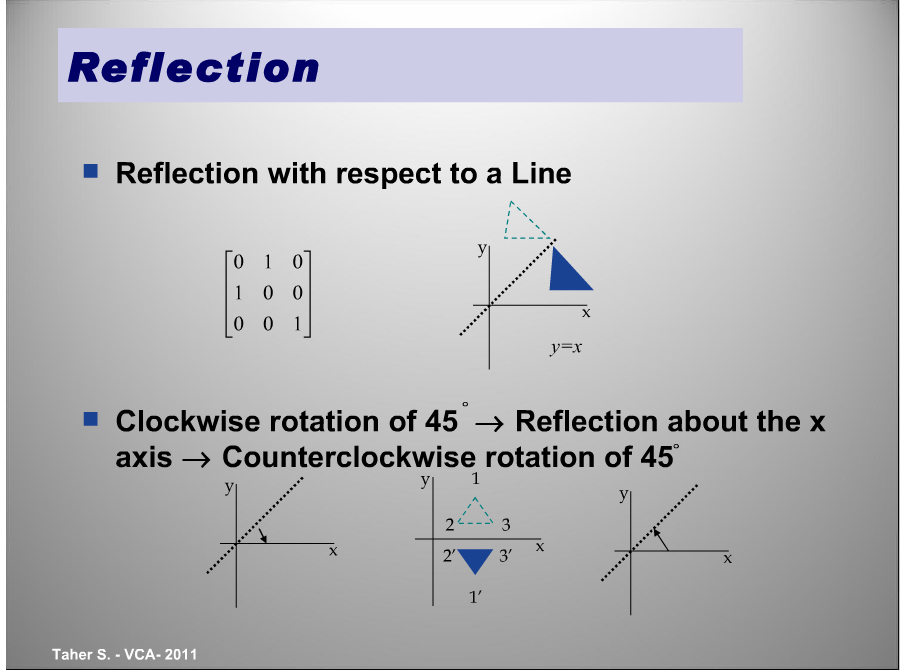 Reflection
Reflection with respect to a Line
0 1 0
1 0 0
0 0 1
y
x
y=x
Clockwise rotation of 45° → Reflection about the x
axis → Counterclockwise rotation of 45°
y
x
y
1
2
3
x
2′
3′
1′
y
x
Taher S. - VCA- 2011